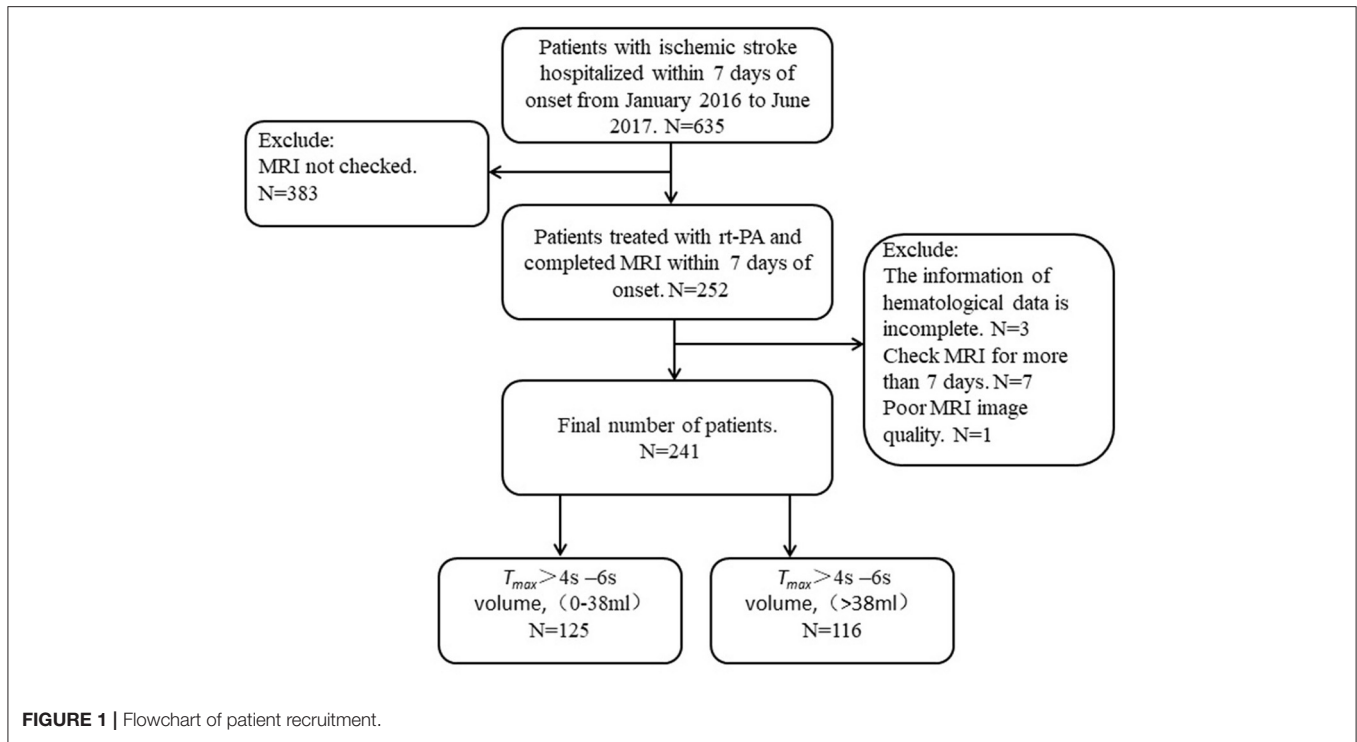 Patients with ischemic stroke
hospitalized within 7 days of
onset from January 2016 to June
2017. N=635
Exclude:
MRI not checked.
N=383
Patients treated with rt-PA and
completed MRI within 7 days of
onset. N=252
Exclude:
The information of
hematological data is
incomplete. N=3
Check MRI for more
than 7 days. N=7
Poor MRI image
quality. N=1
Final number of patients.
N=241
Tmax＞4s –6s
volume,（0-38ml）
N=125
Tmax＞4s –6s
volume,（>38ml）
N=116
FIGURE 1 | Flowchart of patient recruitment.